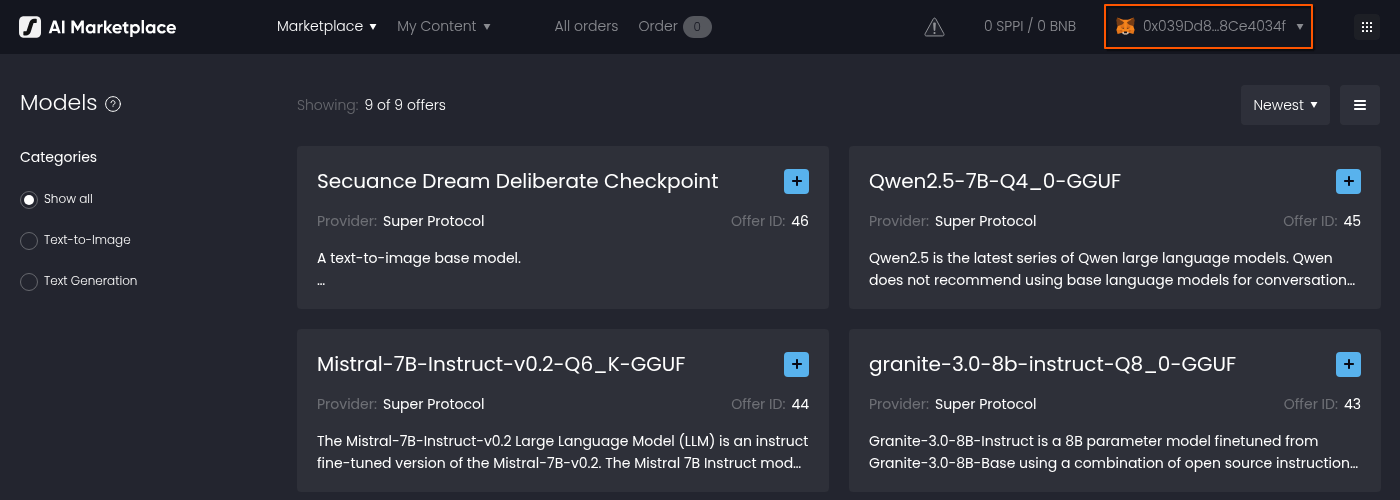 AI Marketplace
Marketplace
My Content
All orders
Order 0
0 SPPI / 0 BNB
0x039Dd8...8Ce4034f
Models ?
Showing: 9 of 9 offers
Newest
Categories
Show all
Text-to-Image
Text Generation
Secuance Dream Deliberate Checkpoint
Provider: Super Protocol
Offer ID: 46
A text-to-image base model.
...
Qwen2.5-7B-Q4_0-GGUF
Provider: Super Protocol
Offer ID: 45
Qwen2.5 is the latest series of Qwen large language models. Qwen
does not recommend using base language models for conversation...
Mistral-7B-Instruct-v0.2-Q6_K-GGUF
Provider: Super Protocol
Offer ID: 44
The Mistral-7B-Instruct-v0.2 Large Language Model (LLM) is an instruct
fine-tuned version of the Mistral-7B-v0.2. The Mistral 7B Instruct mod...
granite-3.0-8b-instruct-Q8_0-GGUF
Provider: Super Protocol
Offer ID: 43
Granite-3.0-8B-Instruct is a 8B parameter model finetuned from
Granite-3.0-8B-Base using a combination of open source instruction...